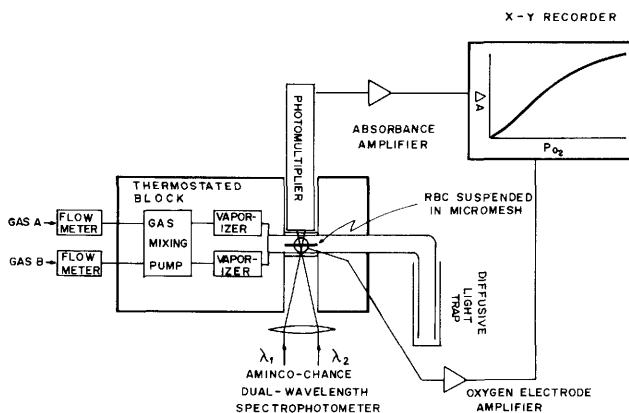 X-Y RECORDER
ΔA
PO2
PHOTOMULTIPLIER
ABSORBANCE
AMPLIFIER
THERMOSTATED
BLOCK
RBC SUSPENDED
IN MICROMESH
GAS A
FLOW
METER
GAS
MIXING
PUMP
VAPOR-
IZER
GAS B
FLOW
METER
VAPOR-
IZER
DIFFUSIVE
LIGHT
TRAP
λ1
λ2
AMINCO-CHANCE
DUAL-WAVELENGTH
SPECTROPHOTOMETER
OXYGEN ELECTRODE
AMPLIFIER